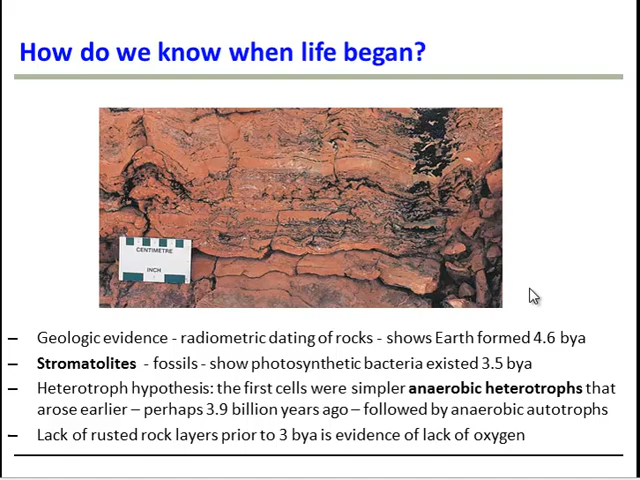 How do we know when life began?
CENTIMETRE
INCH
– Geologic evidence - radiometric dating of rocks - shows Earth formed 4.6 bya
– Stromatolites - fossils - show photosynthetic bacteria existed 3.5 bya
– Heterotroph hypothesis: the first cells were simpler anaerobic heterotrophs that
arose earlier – perhaps 3.9 billion years ago – followed by anaerobic autotrophs
– Lack of rusted rock layers prior to 3 bya is evidence of lack of oxygen